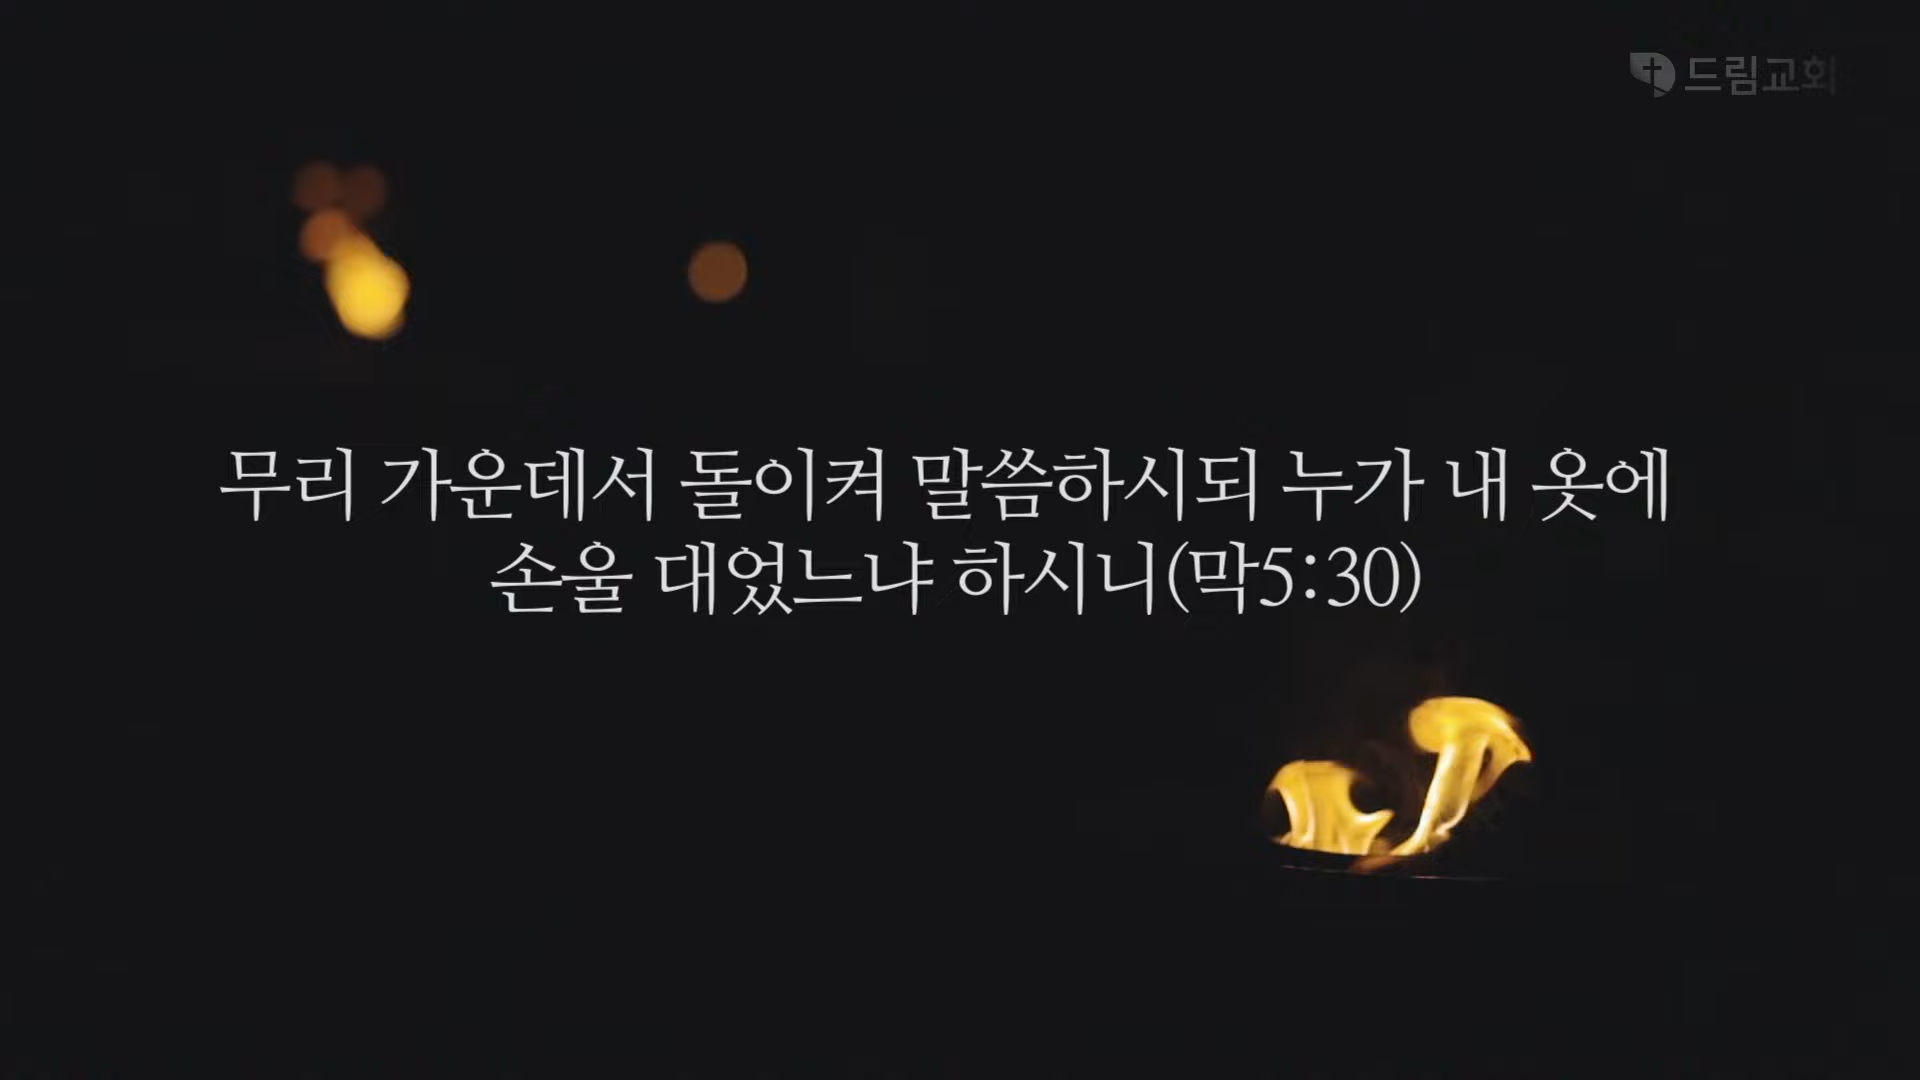 드림교회
무리 가운데서 돌이켜 말씀하시되 누가 내 옷에
손울 대었느냐 하시니(막5:30)